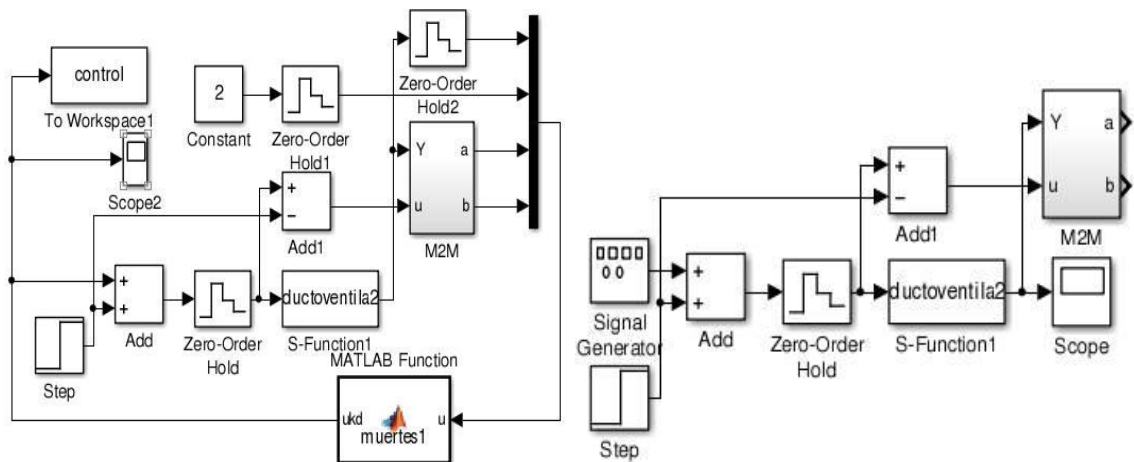 control
To Workspace1
Scope2
2
Constant
Zero-Order
Hold1
Zero-Order
Hold2
Y
a
u
b
M2M
+
−
Add1
+
+
Add
Zero-Order
Hold
ductoventila2
S-Function1
Step
MATLAB Function
ukd
u
muertes1
Signal
Generator
+
+
Add
Zero-Order
Hold
+
−
Add1
ductoventila2
S-Function1
Y
a
u
b
M2M
Scope
Step